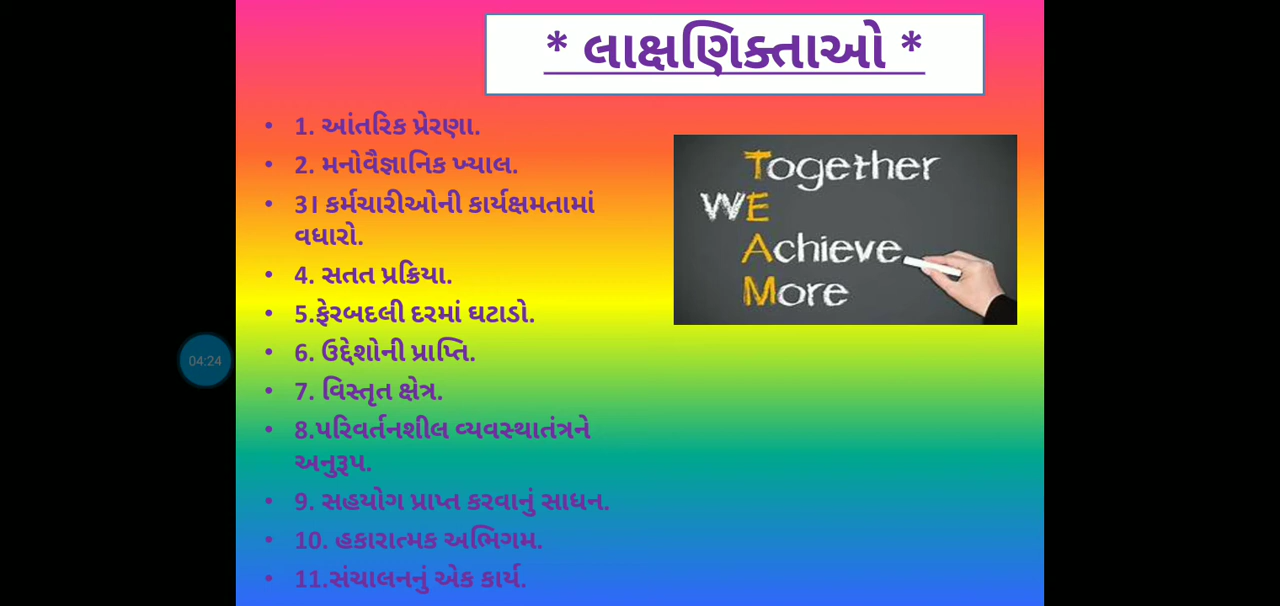 * લાક્ષણિક્તાઓ *
• 1. આંતરિક પ્રેરણા.
• 2. મનોવૈજ્ઞાનિક ખ્યાલ.
• 3। કર્મચારીઓની કાર્યક્ષમતામાં
વધારો.
• 4. સતત પ્રક્રિયા.
• 5.ફેરબદલી દરમાં ઘટાડો.
• 6. ઉદ્દેશોની પ્રાપ્તિ.
• 7. વિસ્તૃત ક્ષેત્ર.
• 8.પરિવર્તનશીલ વ્યવસ્થાતંત્રને
અનુરૂપ.
• 9. સહયોગ પ્રાપ્ત કરવાનું સાધન.
• 10. હકારાત્મક અભિગમ.
• 11.સંચાલનનું એક કાર્ય.
Together
WE
Achieve
More
04:24